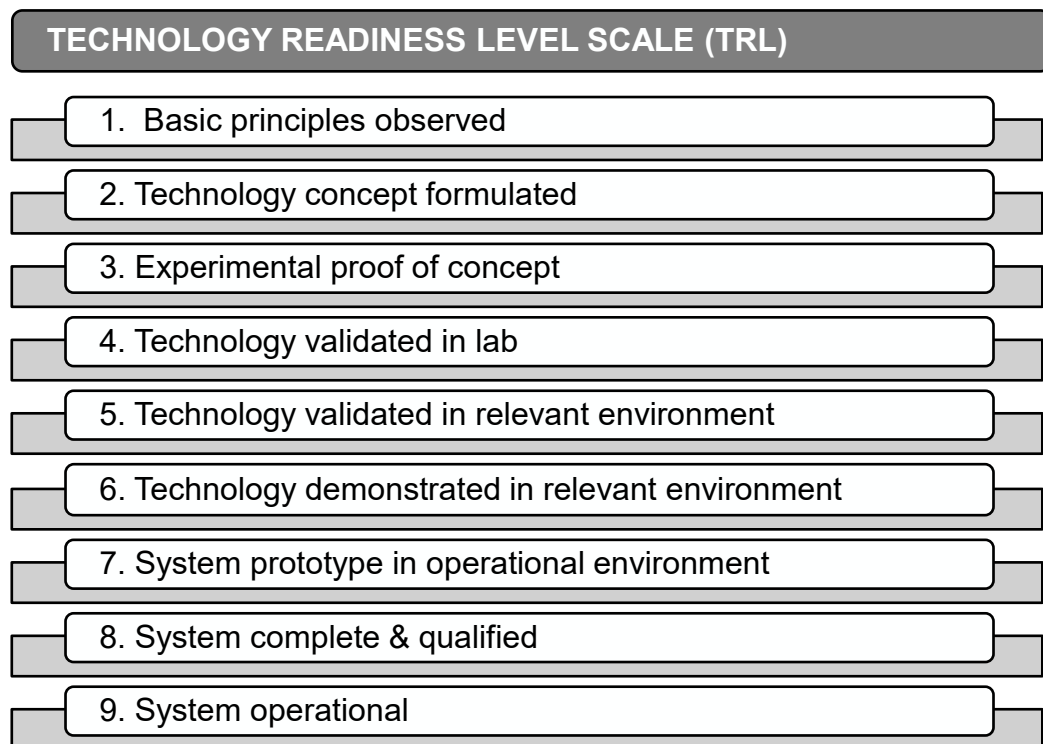 TECHNOLOGY READINESS LEVEL SCALE (TRL)
1. Basic principles observed
2. Technology concept formulated
3. Experimental proof of concept
4. Technology validated in lab
5. Technology validated in relevant environment
6. Technology demonstrated in relevant environment
7. System prototype in operational environment
8. System complete & qualified
9. System operational